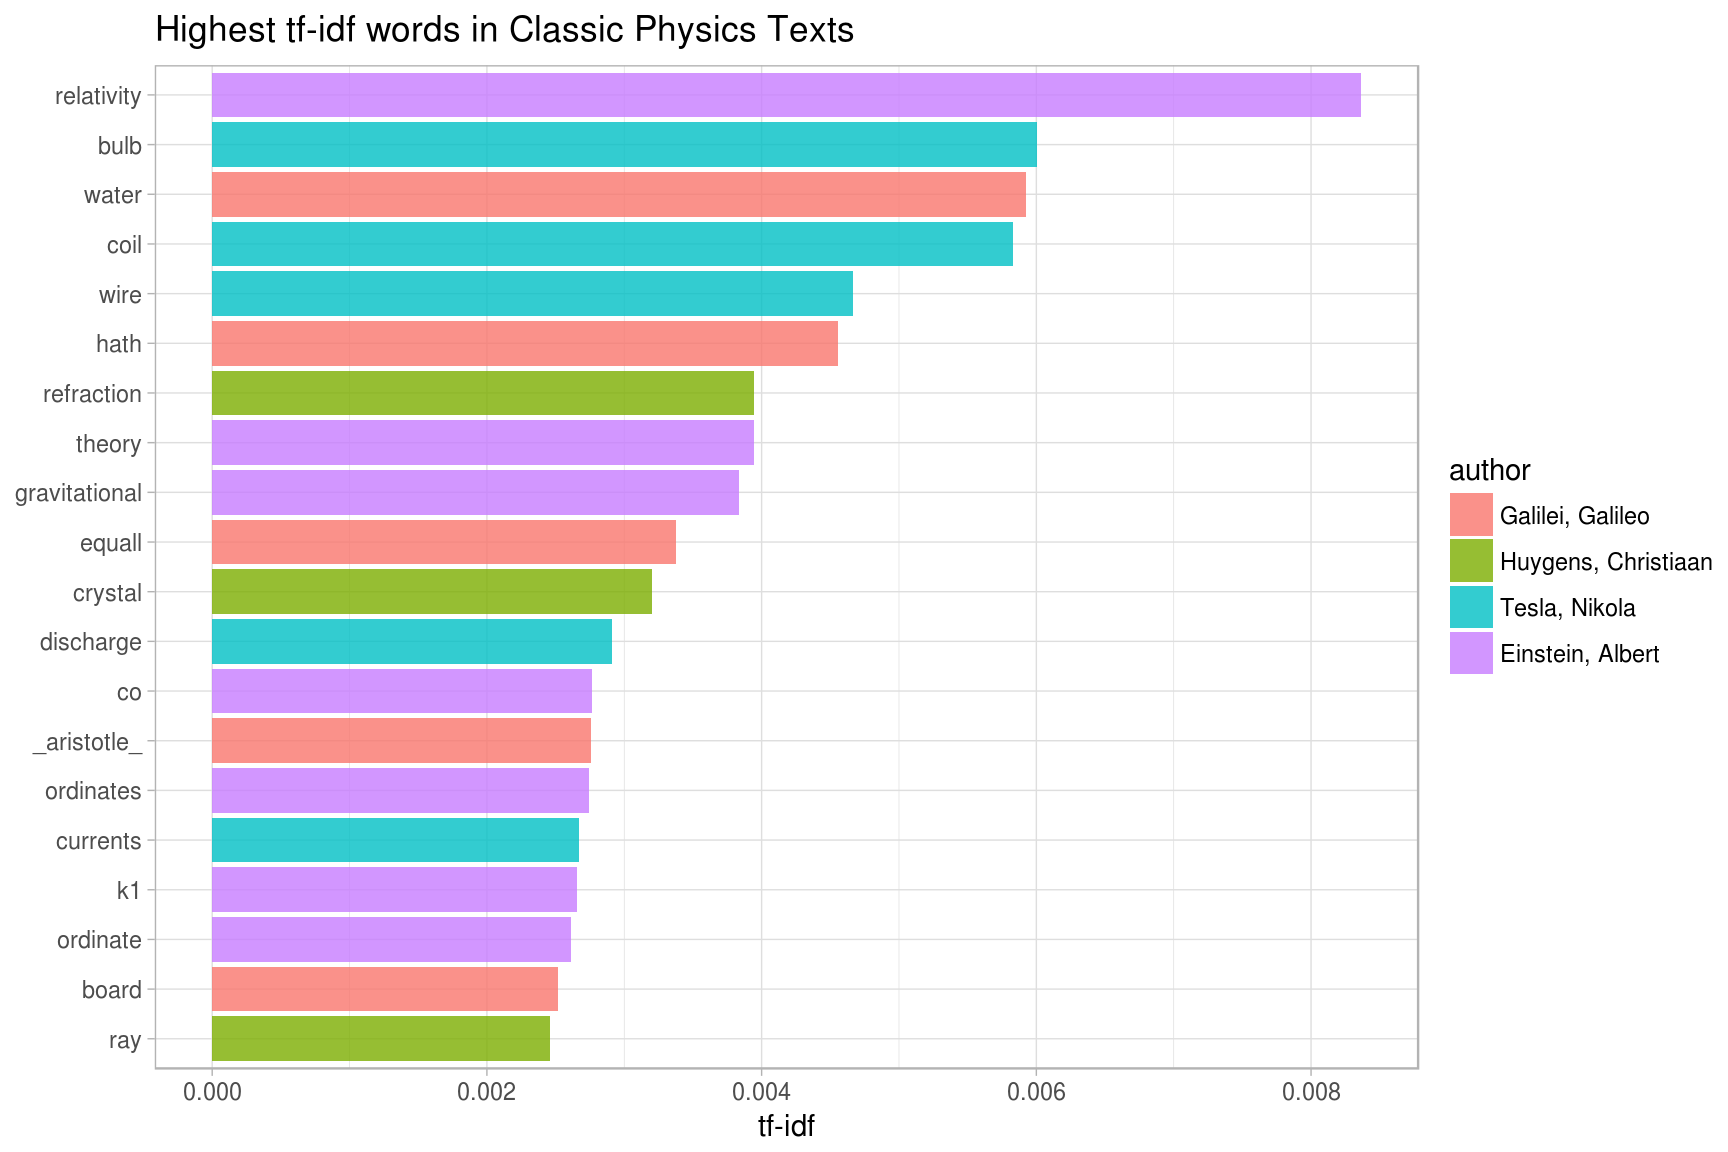 Highest tf-idf words in Classic Physics Texts
relativity
bulb
water
coil
wire
hath
refraction
theory
gravitational
equall
crystal
discharge
co
_aristotle_
ordinates
currents
k1
ordinate
board
ray
0.000 0.002 0.004 0.006 0.008
tf-idf
author
Galilei, Galileo
Huygens, Christiaan
Tesla, Nikola
Einstein, Albert